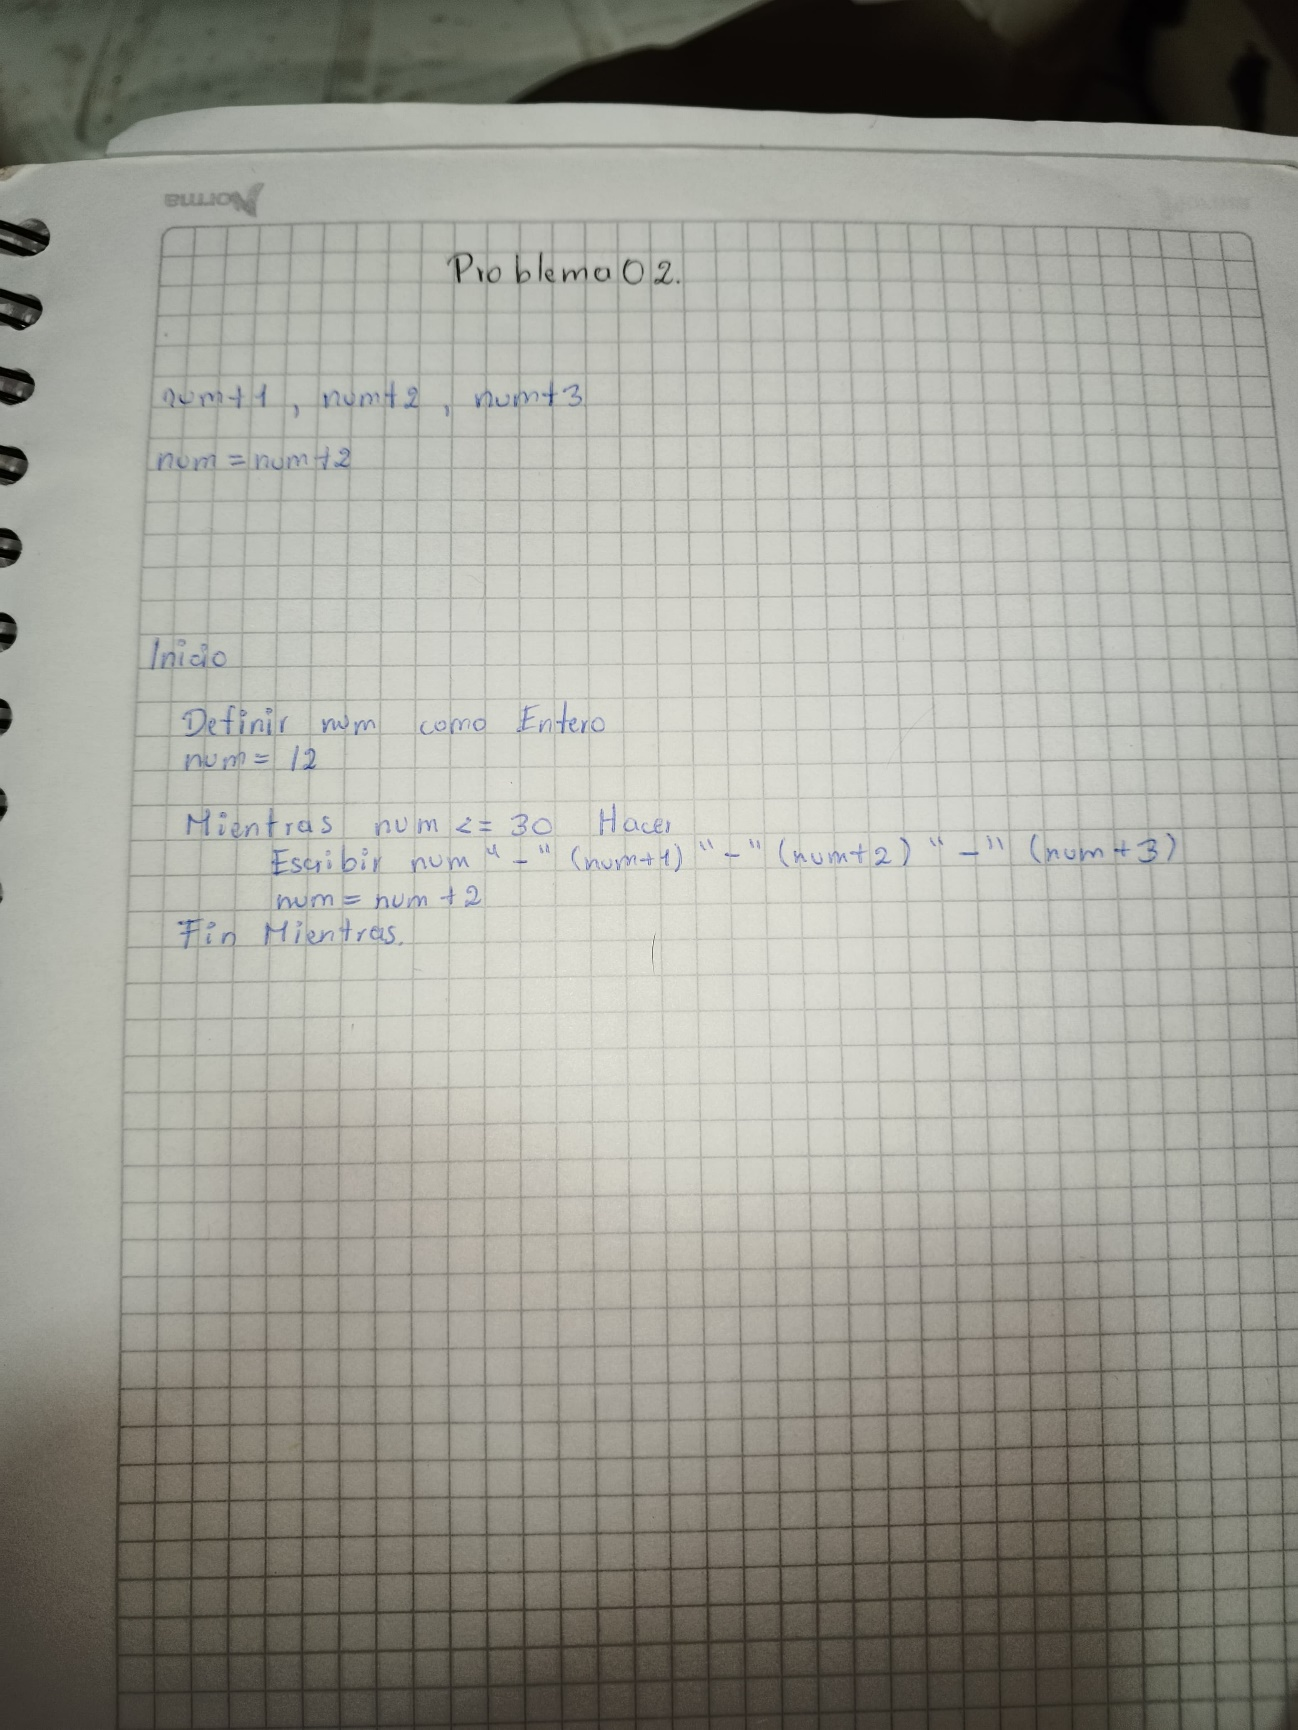 Norma
Problema 02.
num+1, num+2, num+3
num = num+2
Inicio
Definir num como Entero
num = 12
Mientras num <= 30 Hacer
Escribir num "-" (num+1) "-" (num+2) "-" (num+3)
num = num + 2
Fin Mientras.